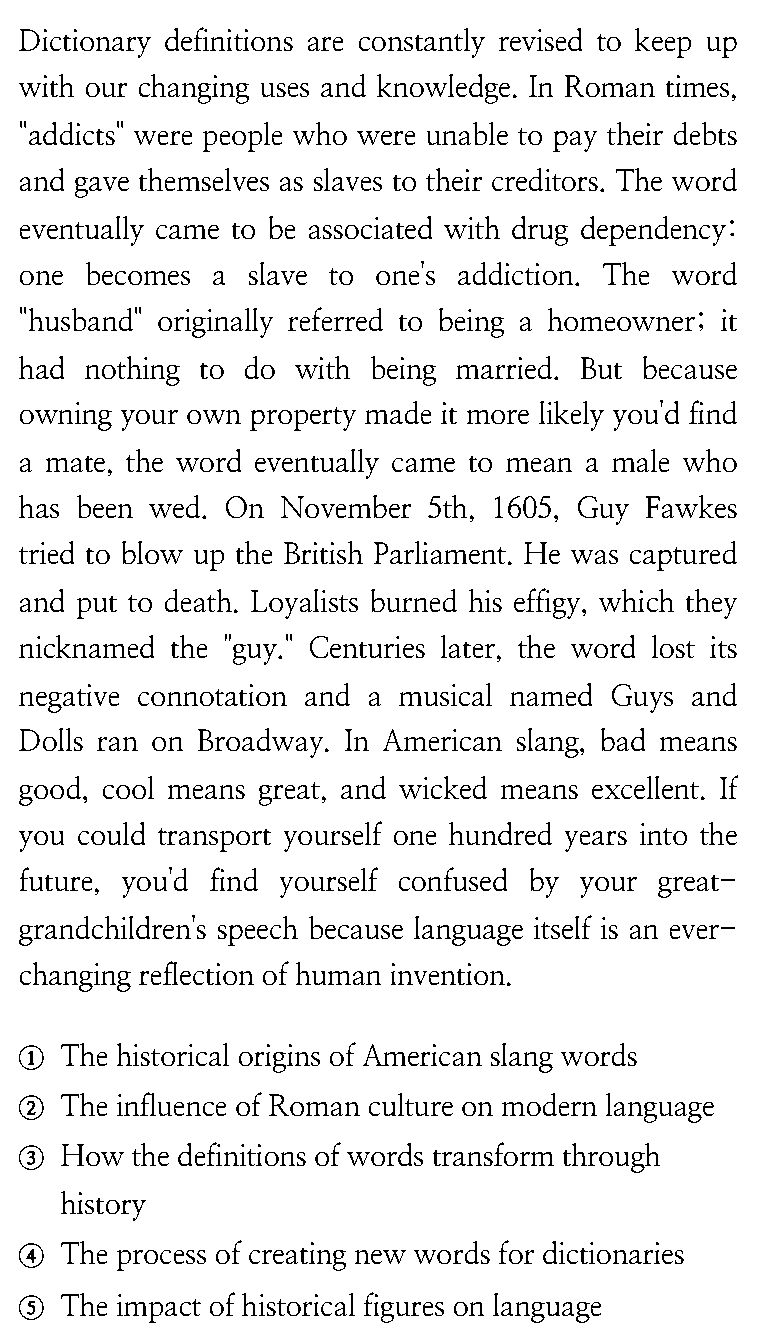 Dictionary definitions are constantly revised to keep up
with our changing uses and knowledge. In Roman times,
"addicts" were people who were unable to pay their debts
and gave themselves as slaves to their creditors. The word
eventually came to be associated with drug dependency:
one becomes a slave to one's addiction. The word
"husband" originally referred to being a homeowner; it
had nothing to do with being married. But because
owning your own property made it more likely you'd find
a mate, the word eventually came to mean a male who
has been wed. On November 5th, 1605, Guy Fawkes
tried to blow up the British Parliament. He was captured
and put to death. Loyalists burned his effigy, which they
nicknamed the "guy." Centuries later, the word lost its
negative connotation and a musical named Guys and
Dolls ran on Broadway. In American slang, bad means
good, cool means great, and wicked means excellent. If
you could transport yourself one hundred years into the
future, you'd find yourself confused by your great-
grandchildren's speech because language itself is an ever-
changing reflection of human invention.
① The historical origins of American slang words
② The influence of Roman culture on modern language
③ How the definitions of words transform through
history
④ The process of creating new words for dictionaries
⑤ The impact of historical figures on language